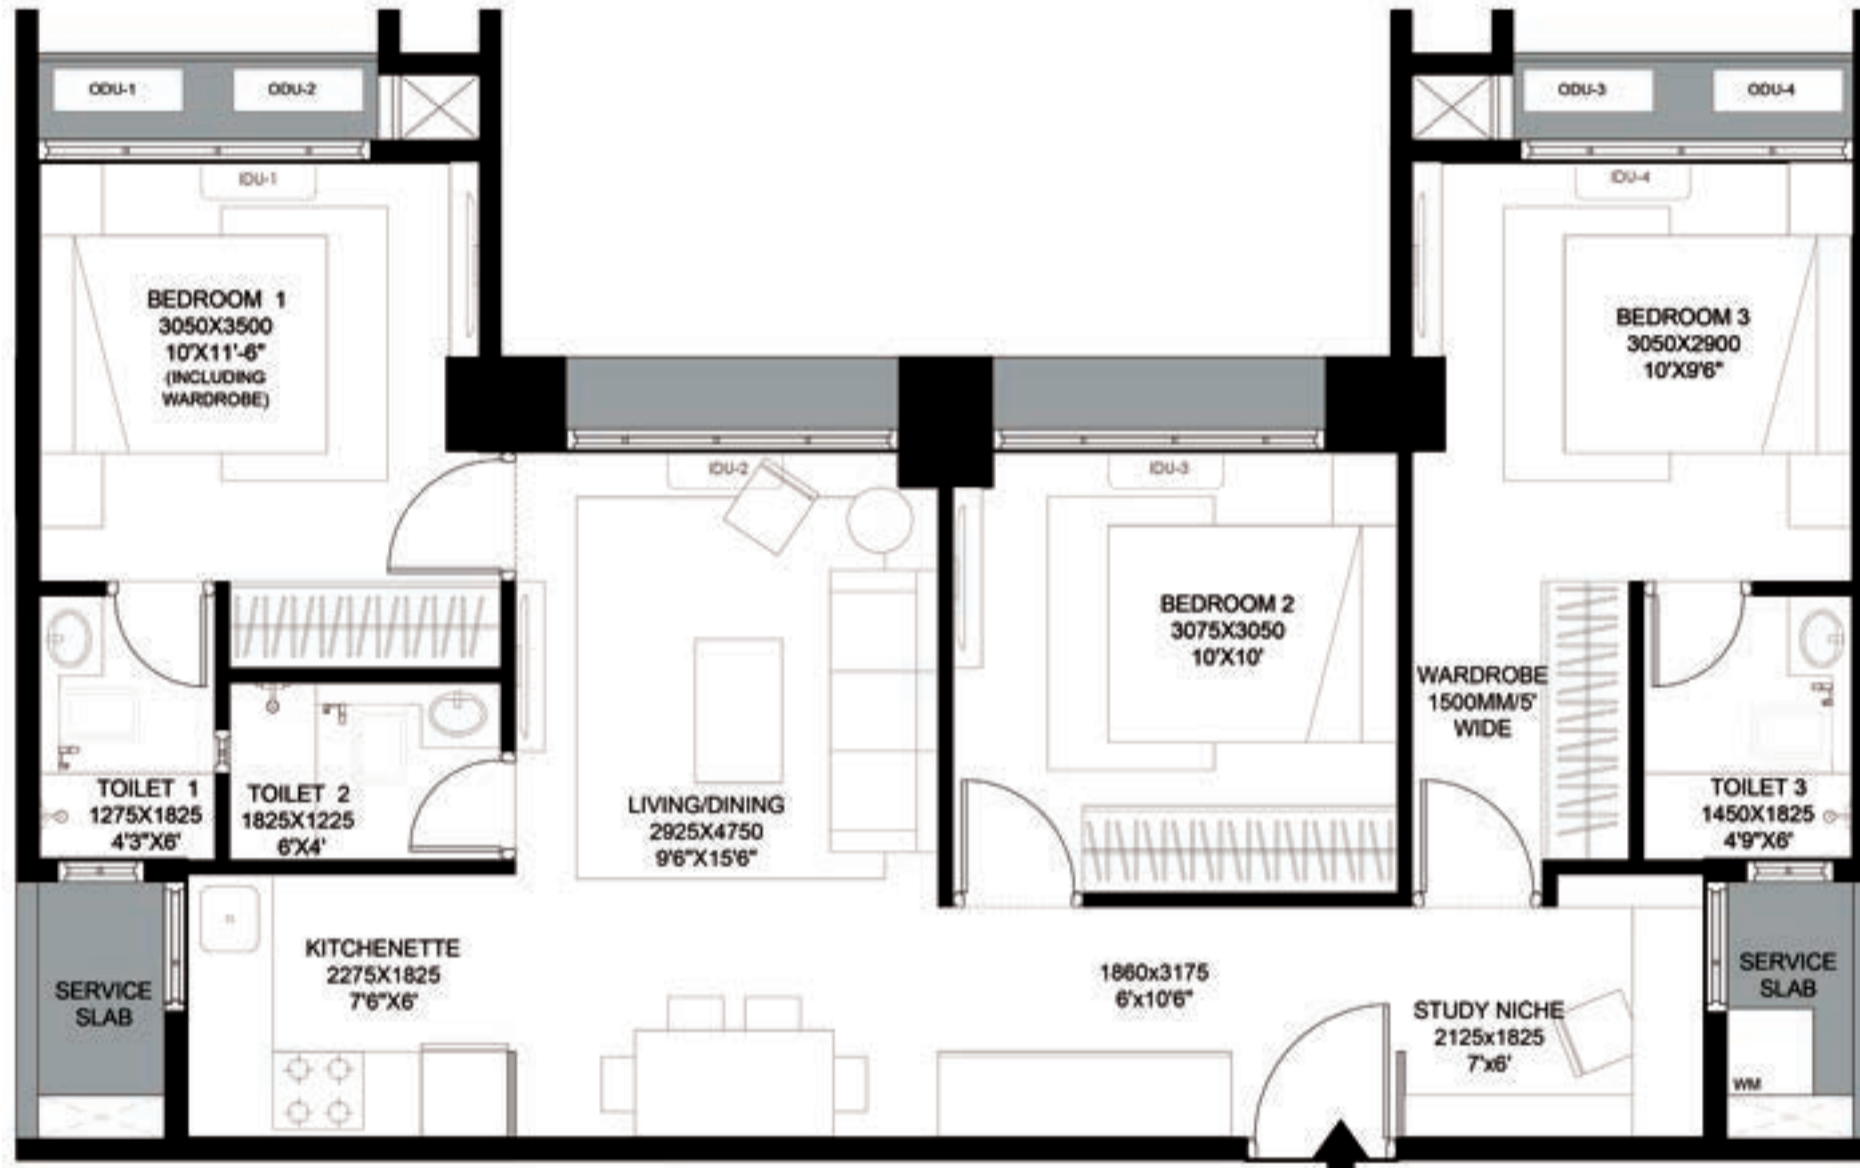 ODU-1
ODU-2
ODU-3
ODU-4
IDU-1
IDU-4
BEDROOM 1
3050X3500
10'X11'-6"
(INCLUDING
WARDROBE)
BEDROOM 3
3050X2900
10'X9'6"
IDU-2
IDU-3
BEDROOM 2
3075X3050
10'X10'
WARDROBE
1500MM/5'
WIDE
TOILET 1
1275X1825
4'3"X6'
TOILET 2
1825X1225
6'X4'
LIVING/DINING
2925X4750
9'6"X15'6"
TOILET 3
1450X1825
4'9"X6'
KITCHENETTE
2275X1825
7'6"X6'
1860x3175
6'x10'6"
SERVICE
SLAB
STUDY NICHE
2125x1825
7'x6'
SERVICE
SLAB
WM